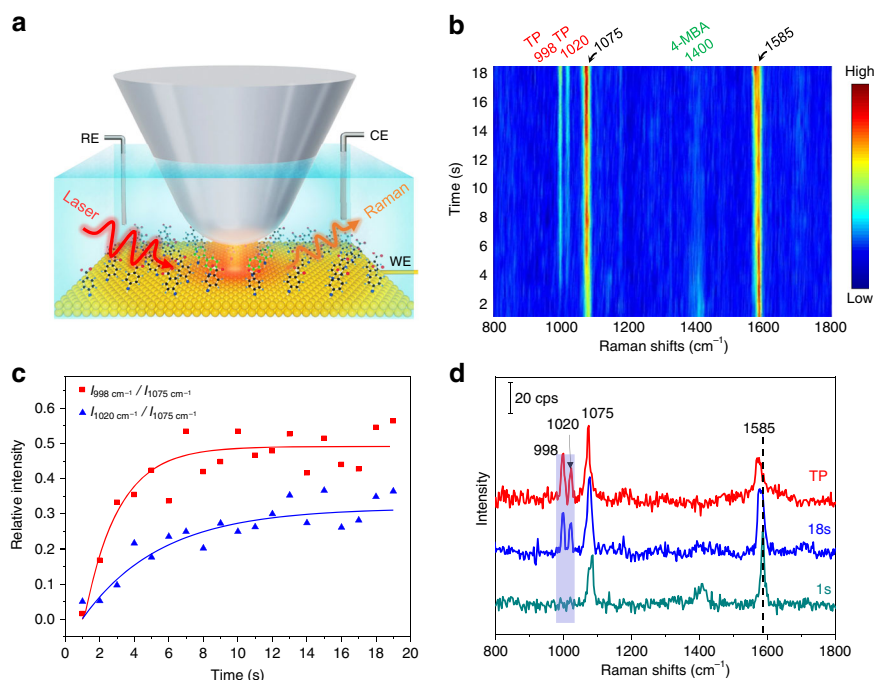 a
RE
CE
Laser
Raman
WE
b
TP
998
TP
1020
1075
4-MBA
1400
1585
18
16
14
12
10
8
6
4
2
Time (s)
800
1000
1200
1400
1600
1800
Raman shifts (cm⁻¹)
High
Low
c
I998 cm⁻¹ / I1075 cm⁻¹
I1020 cm⁻¹ / I1075 cm⁻¹
0.6
0.5
0.4
0.3
0.2
0.1
0.0
Relative intensity
0
2
4
6
8
10
12
14
16
18
20
Time (s)
d
20 cps
1075
1020
998
1585
TP
18s
1s
Intensity
800
1000
1200
1400
1600
1800
Raman shifts (cm⁻¹)